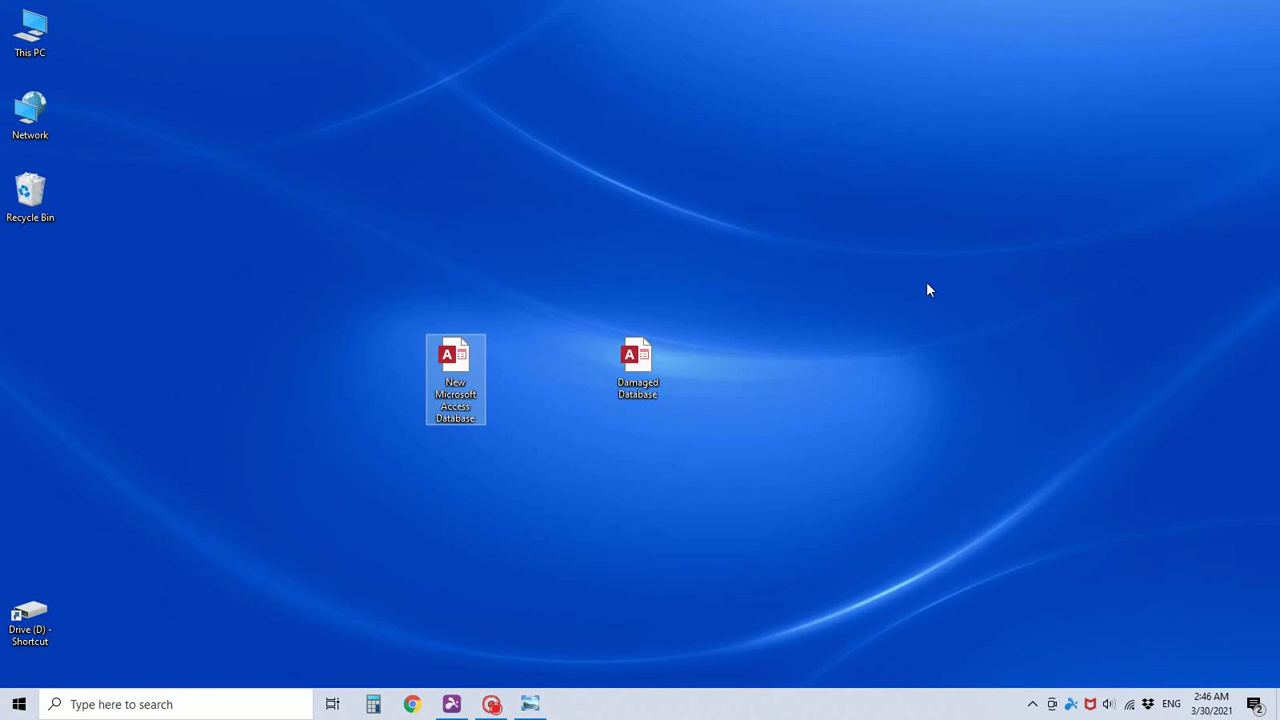 This PC
Network
Recycle Bin
New
Microsoft
Access
Database
Damaged
Database
Drive (D) -
Shortcut
Type here to search
ENG
2:46 AM
3/30/2021
2